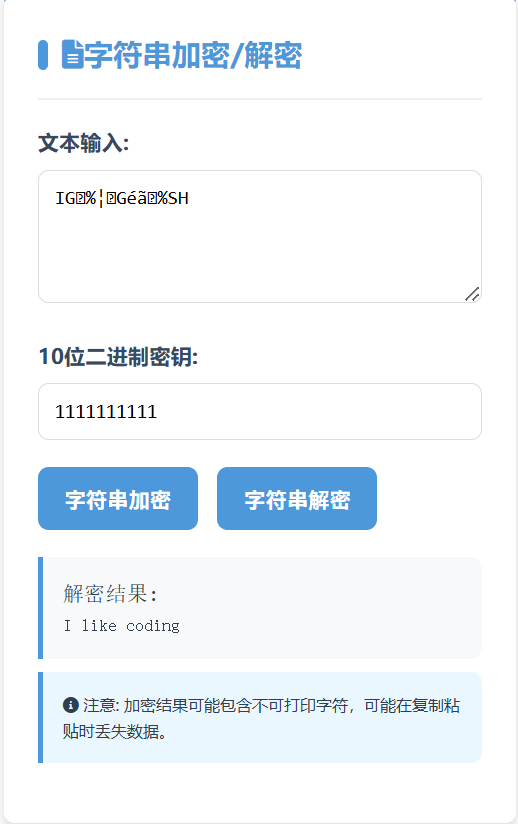 字符串加密/解密
文本输入:
IG�%¦�Géã�%SH
10位二进制密钥:
1111111111
字符串加密
字符串解密
解密结果:
I like coding
注意: 加密结果可能包含不可打印字符，可能在复制粘
贴时丢失数据。